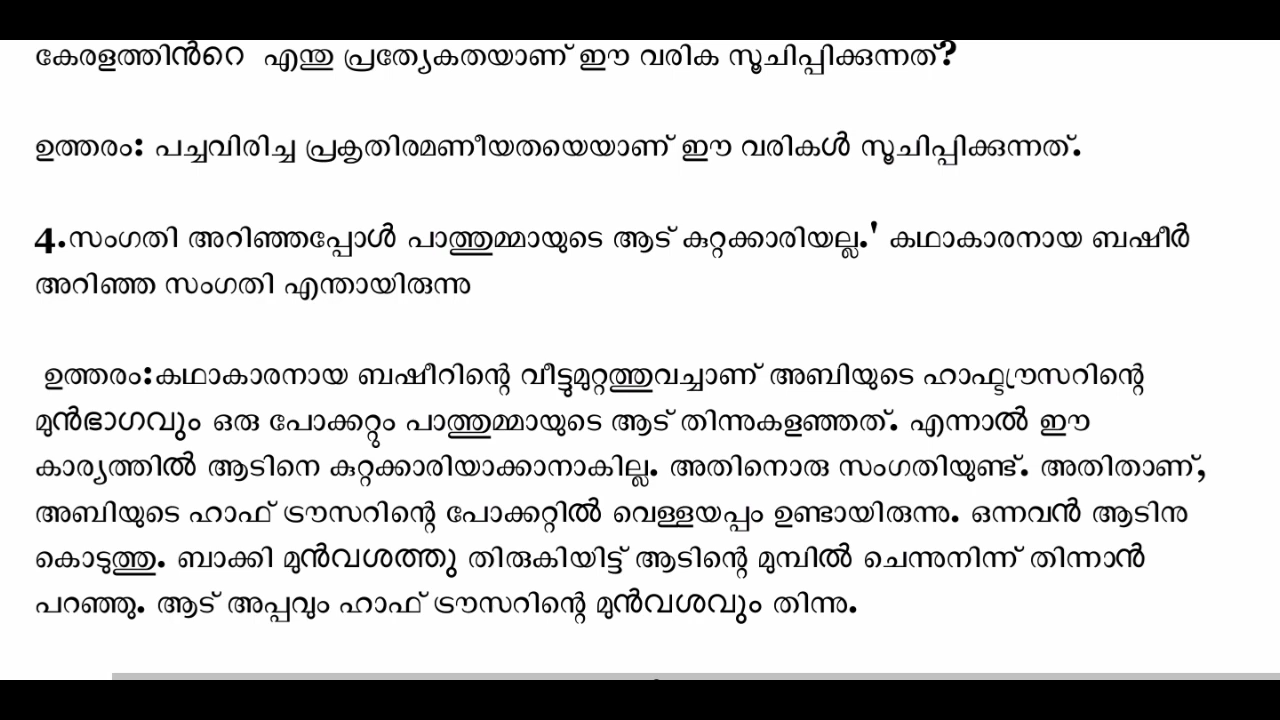 കേരളത്തിൻറെ എന്തു പ്രത്യേകതയാണ് ഈ വരിക സൂചിപ്പിക്കുന്നത്?
ഉത്തരം: പച്ചവിരിച്ച പ്രകൃതിരമണീയതയെയാണ് ഈ വരികൾ സൂചിപ്പിക്കുന്നത്.
4.സംഗതി അറിഞ്ഞപ്പോൾ പാത്തുമ്മായുടെ ആട് കുറ്റക്കാരിയല്ല.' കഥാകാരനായ ബഷീർ
അറിഞ്ഞ സംഗതി എന്തായിരുന്നു
ഉത്തരം:കഥാകാരനായ ബഷീറിന്റെ വീട്ടുമുറ്റത്തുവച്ചാണ് അബിയുടെ ഹാഫ്ട്രൗസറിന്റെ
മുൻഭാഗവും ഒരു പോക്കറ്റും പാത്തുമ്മായുടെ ആട് തിന്നുകളഞ്ഞത്. എന്നാൽ ഈ
കാര്യത്തിൽ ആടിനെ കുറ്റക്കാരിയാക്കാനാകില്ല. അതിനൊരു സംഗതിയുണ്ട്. അതിതാണ്,
അബിയുടെ ഹാഫ് ട്രൗസറിന്റെ പോക്കറ്റിൽ വെള്ളയപ്പം ഉണ്ടായിരുന്നു. ഒന്നവൻ ആടിനു
കൊടുത്തു. ബാക്കി മുൻവശത്തു തിരുകിയിട്ട് ആടിന്റെ മുമ്പിൽ ചെന്നുനിന്ന് തിന്നാൻ
പറഞ്ഞു. ആട് അപ്പവും ഹാഫ് ട്രൗസറിന്റെ മുൻവശവും തിന്നു.